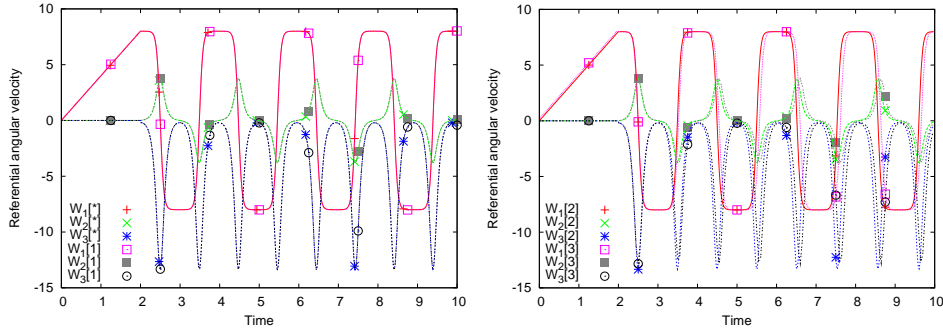 Referential angular velocity
10
5
0
-5
-10
-15
W1[*]
W2[*]
W3[*]
W1[1]
W2[1]
W3[1]
0 1 2 3 4 5 6 7 8 9 10
Time
Referential angular velocity
10
5
0
-5
-10
-15
W1[2]
W2[2]
W3[2]
W1[3]
W2[3]
W3[3]
0 1 2 3 4 5 6 7 8 9 10
Time